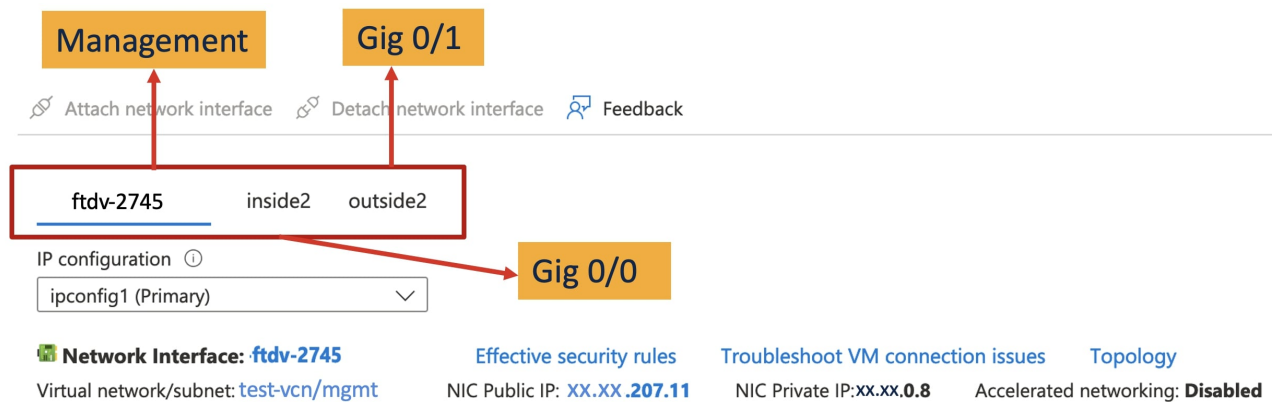 Management Gig 0/1
Attach network interface Detach network interface Feedback
ftdv-2745 inside2 outside2
IP configuration
Gig 0/0
ipconfig1 (Primary)
Network Interface: ftdv-2745 Effective security rules Troubleshoot VM connection issues Topology
Virtual network/subnet: test-vcn/mgmt NIC Public IP: XX.XX.207.11 NIC Private IP:XX.XX.0.8 Accelerated networking: Disabled